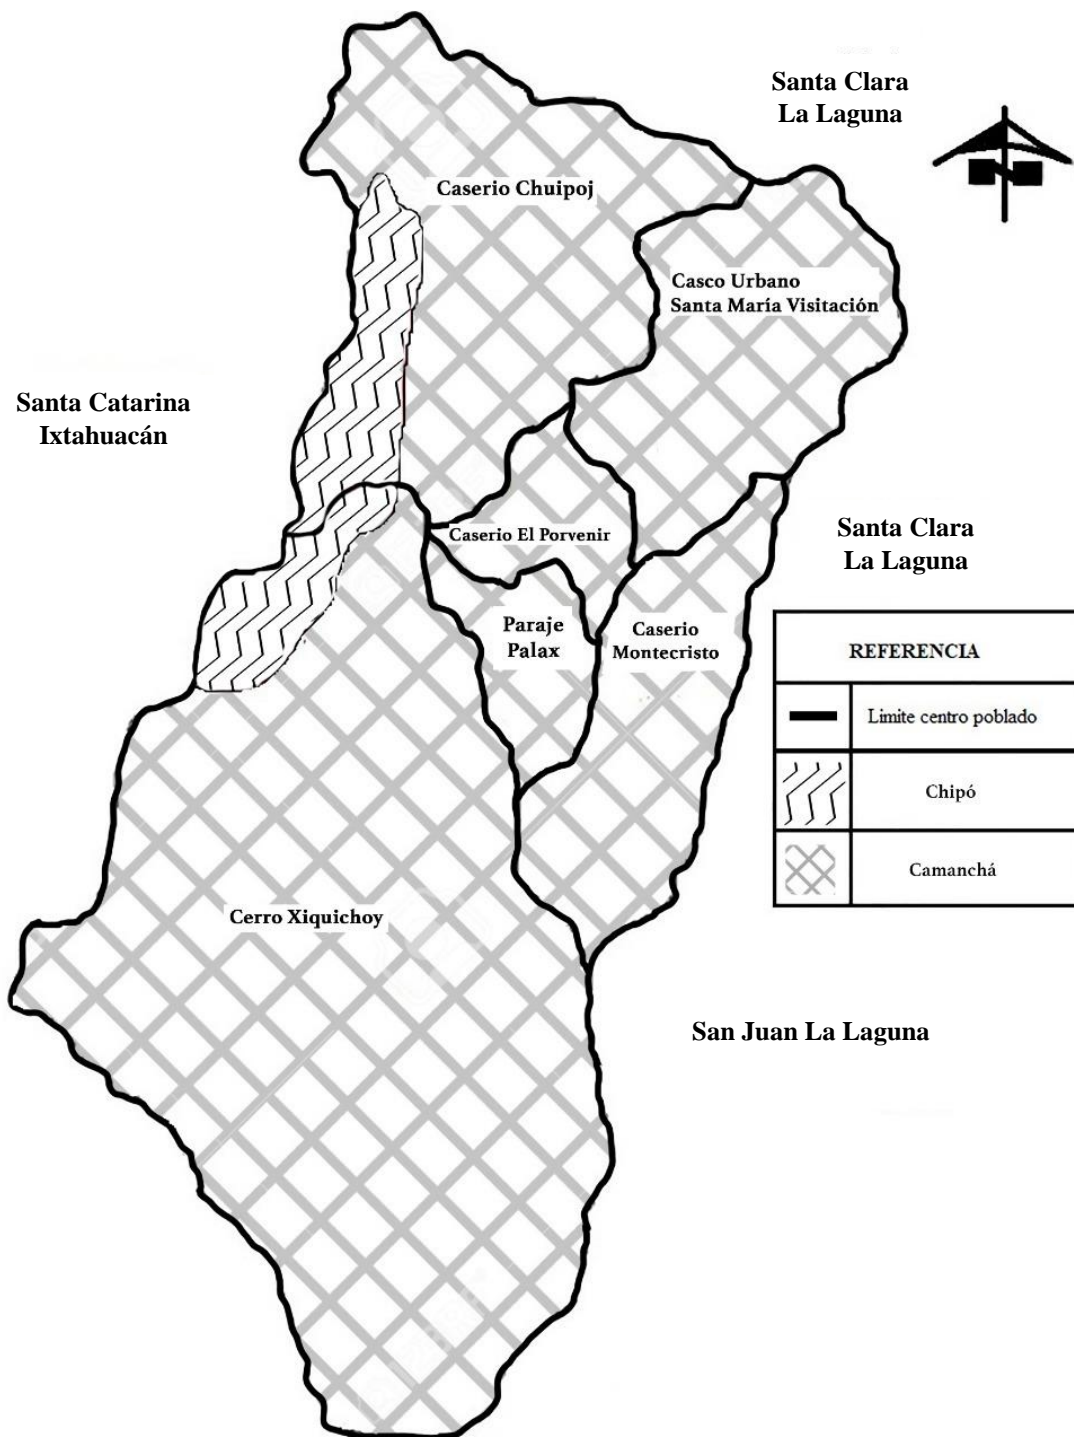 Santa Clara
La Laguna
Caserio Chuipoj
Casco Urbano
Santa María Visitación
Santa Catarina
Ixtahuacán
Caserio El Porvenir
Santa Clara
La Laguna
Paraje
Palax
Caserio
Montecristo
REFERENCIA
Limite centro poblado
Chipó
Camanchá
Cerro Xiquichoy
San Juan La Laguna